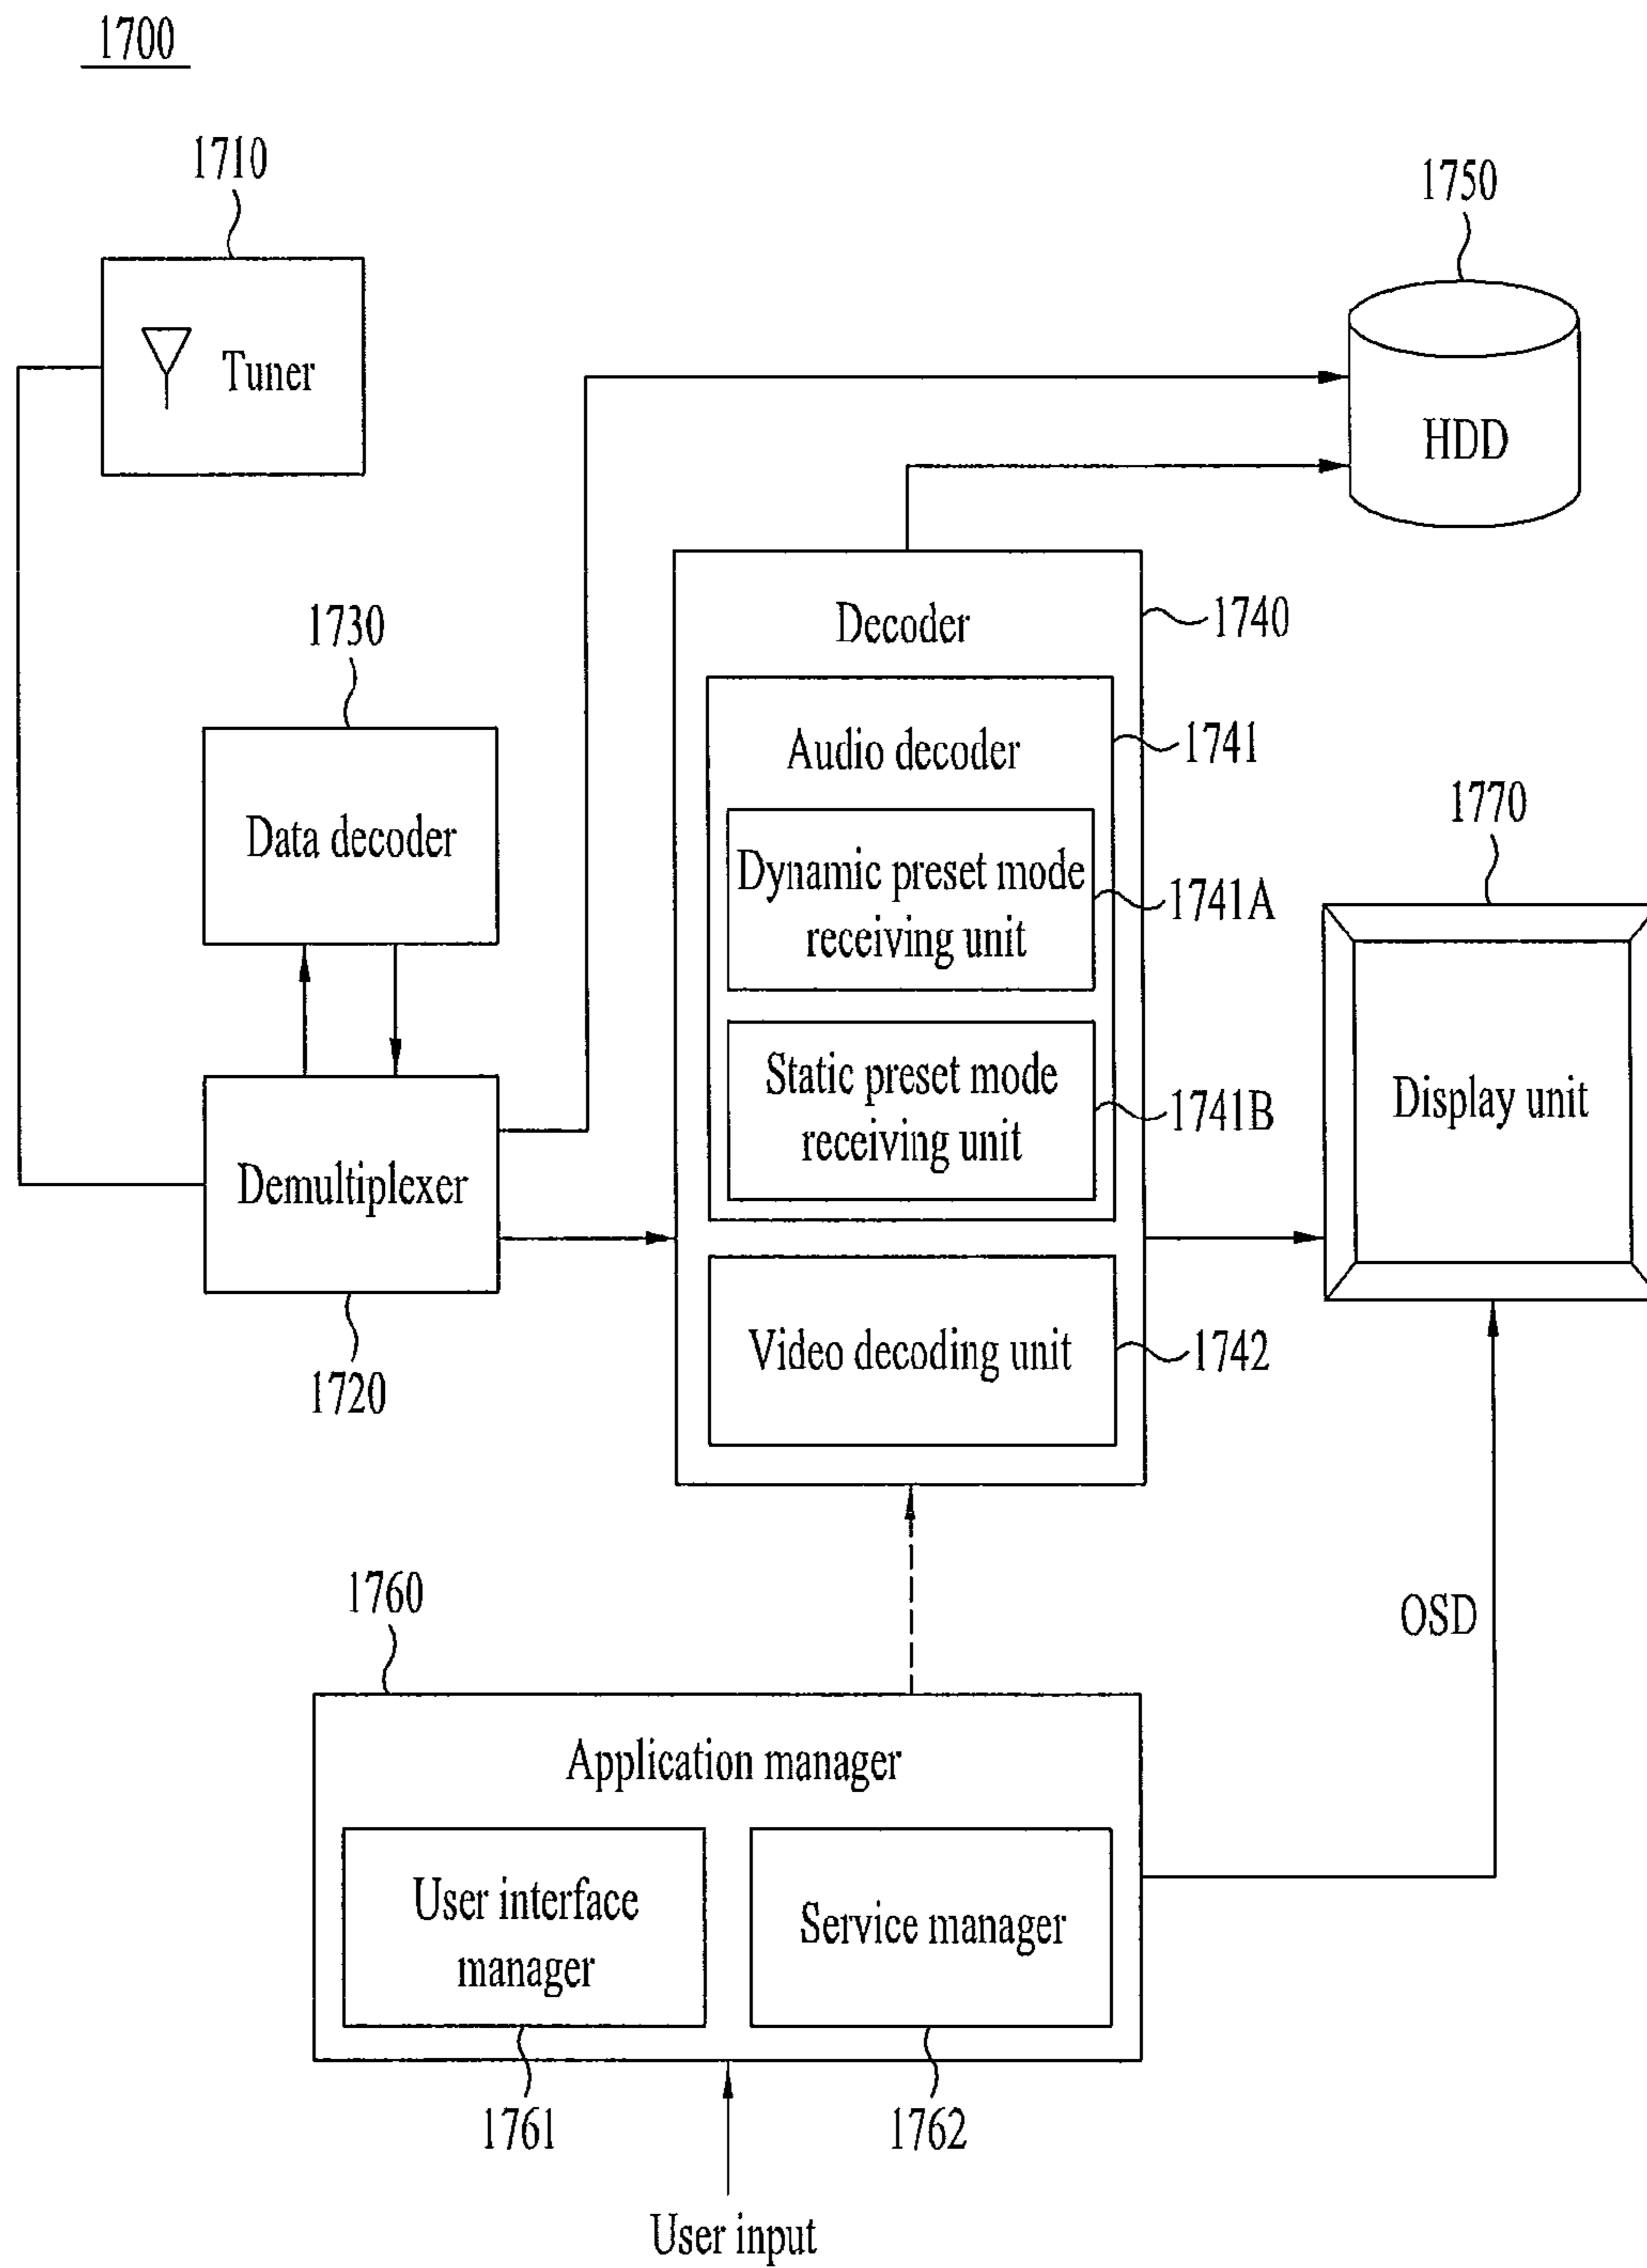 1700
1710
Tuner
1750
HDD
1730
Data decoder
Decoder
1740
Audio decoder
1741
Dynamic preset mode
receiving unit
1741A
Static preset mode
receiving unit
1741B
Demultiplexer
1720
Video decoding unit
1742
1770
Display unit
1760
OSD
Application manager
User interface
manager
Service manager
1761
1762
User input